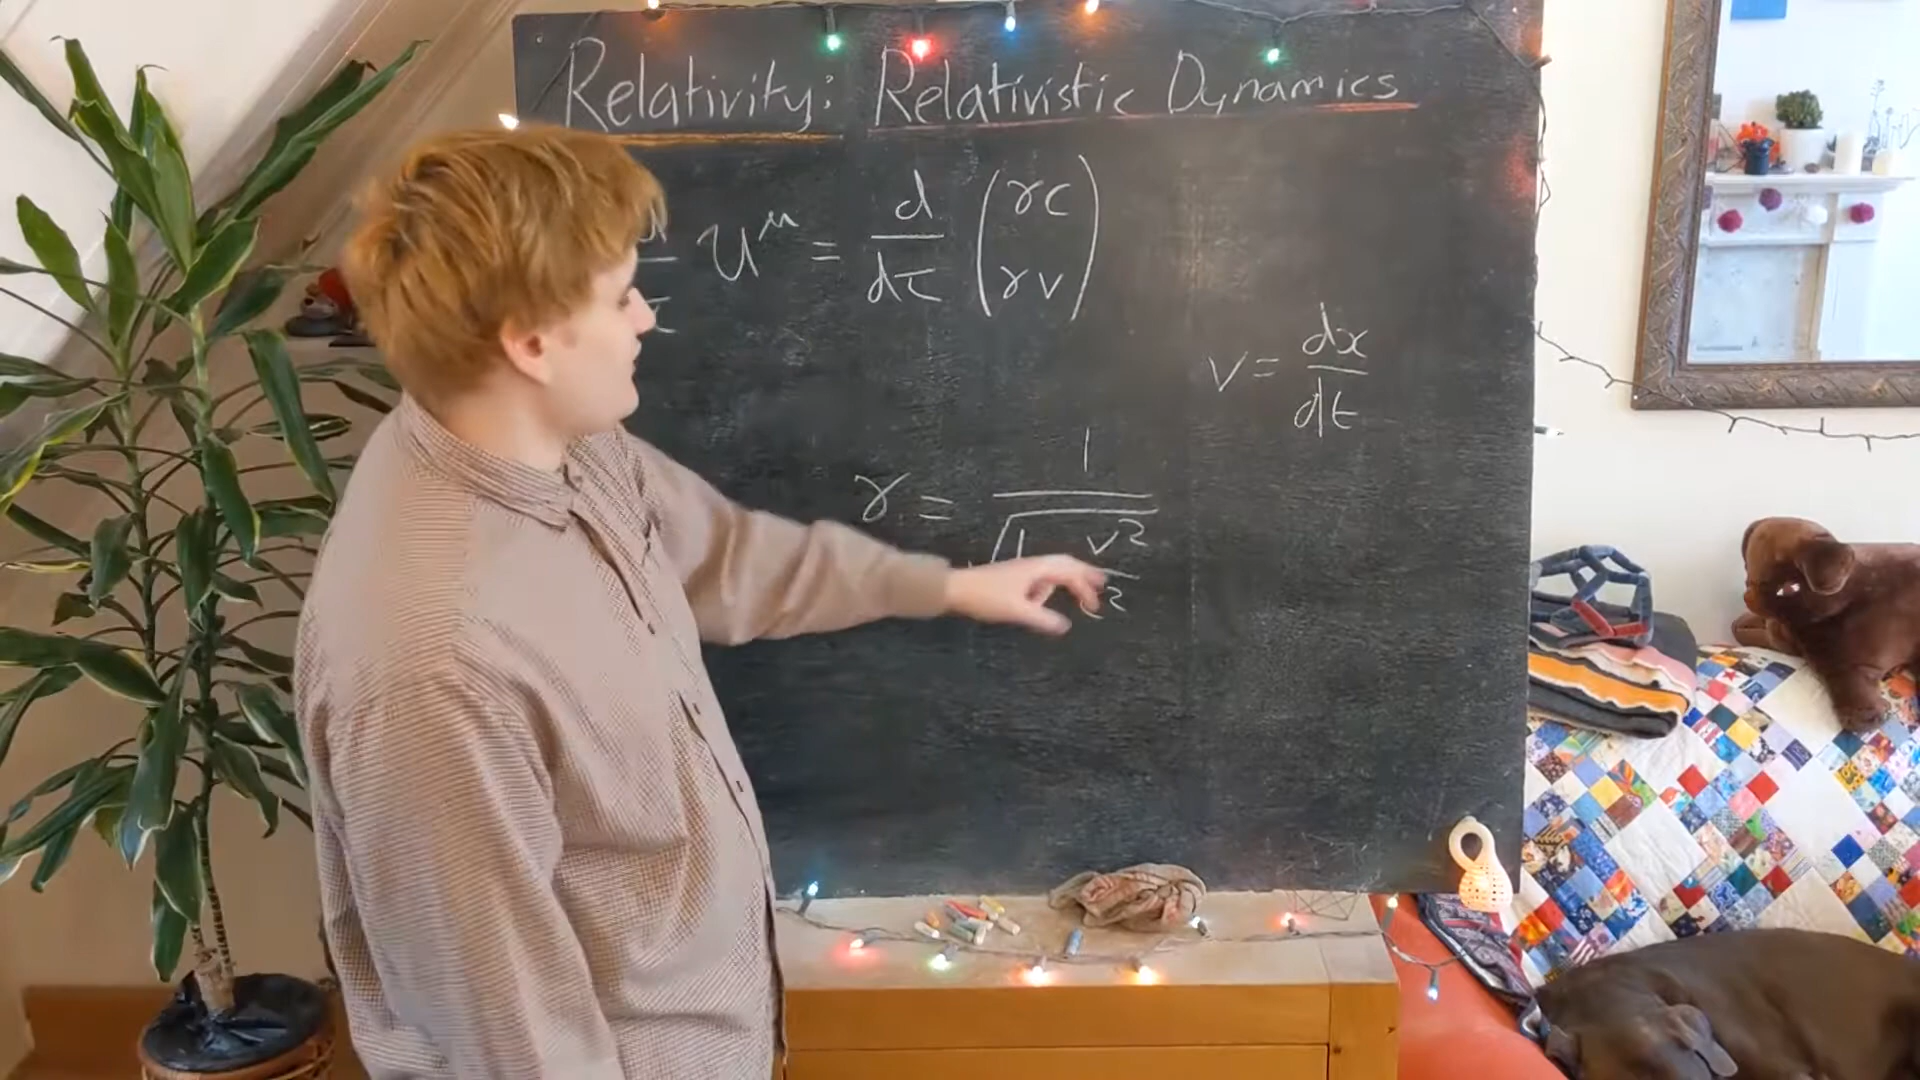 Relativity: Relativistic Dynamics
U^μ = d/dτ (γc γv)
v = dx/dt
γ = 1/√(1 - v²/c²)